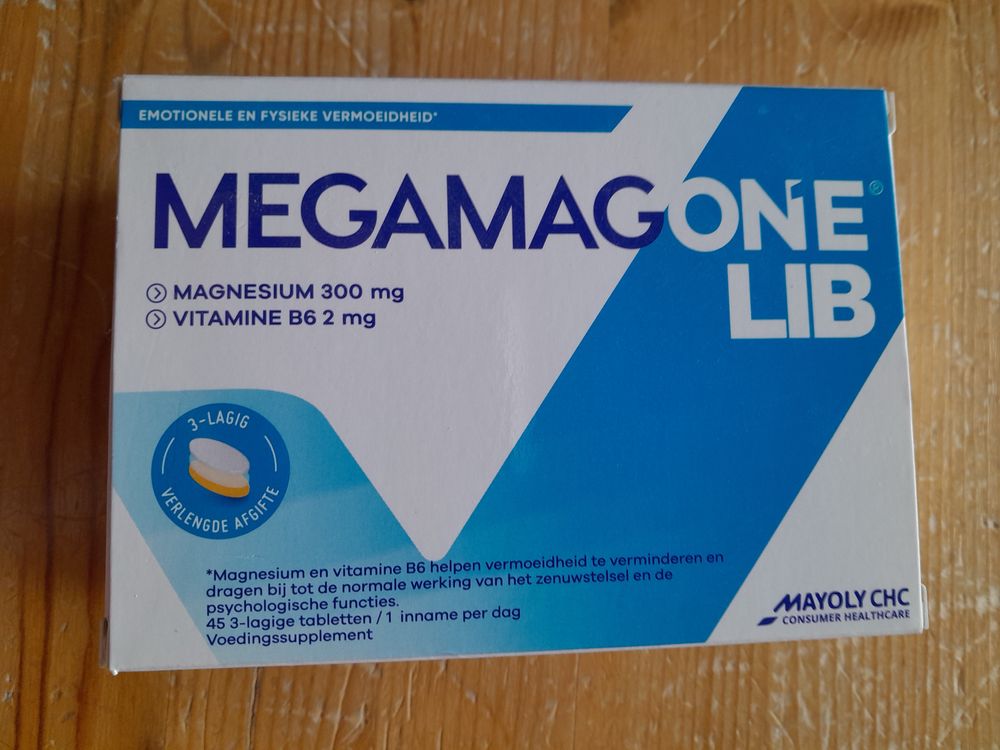 EMOTIONELE EN FYSIEKE VERMOEIDHEID*
MEGAMAGONE®
LIB
MAGNESIUM 300 mg
VITAMINE B6 2 mg
3-LAGIG
VERLENGDE AFGIFTE
*Magnesium en vitamine B6 helpen vermoeidheid te verminderen en
dragen bij tot de normale werking van het zenuwstelsel en de
psychologische functies.
45 3-lagige tabletten / 1 inname per dag
Voedingssupplement
MAYOLY CHC
CONSUMER HEALTHCARE